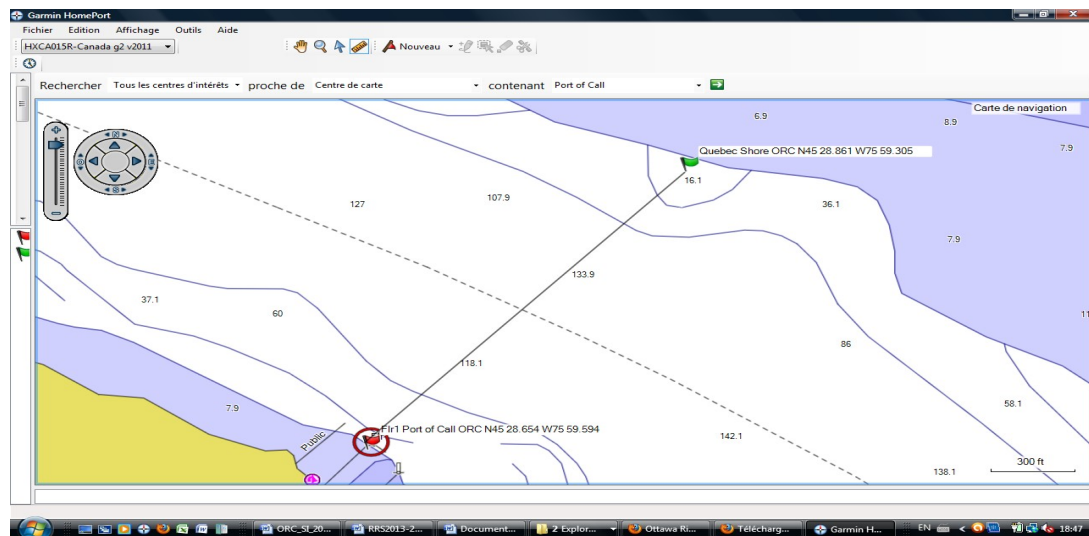 Garmin HomePort
Fichier Edition Affichage Outils Aide
HXCA015R-Canada g2 v2011 Nouveau
Rechercher Tous les centres d'intérêts proche de Centre de carte contenant Port of Call
Carte de navigation
6.9
8.9
7.9
Quebec Shore ORC N45 28.861 W75 59.305
16.1
127
107.9
36.1
7.9
133.9
37.1
60
11
86
118.1
7.9
58.1
Flr1 Port of Call ORC N45 28.654 W75 59.594
Public
142.1
138.1
300 ft
ORC_SI_20... RRS2013-2... Document... 2 Explor... Ottawa Ri... Télécharg... Garmin H... EN 18:47